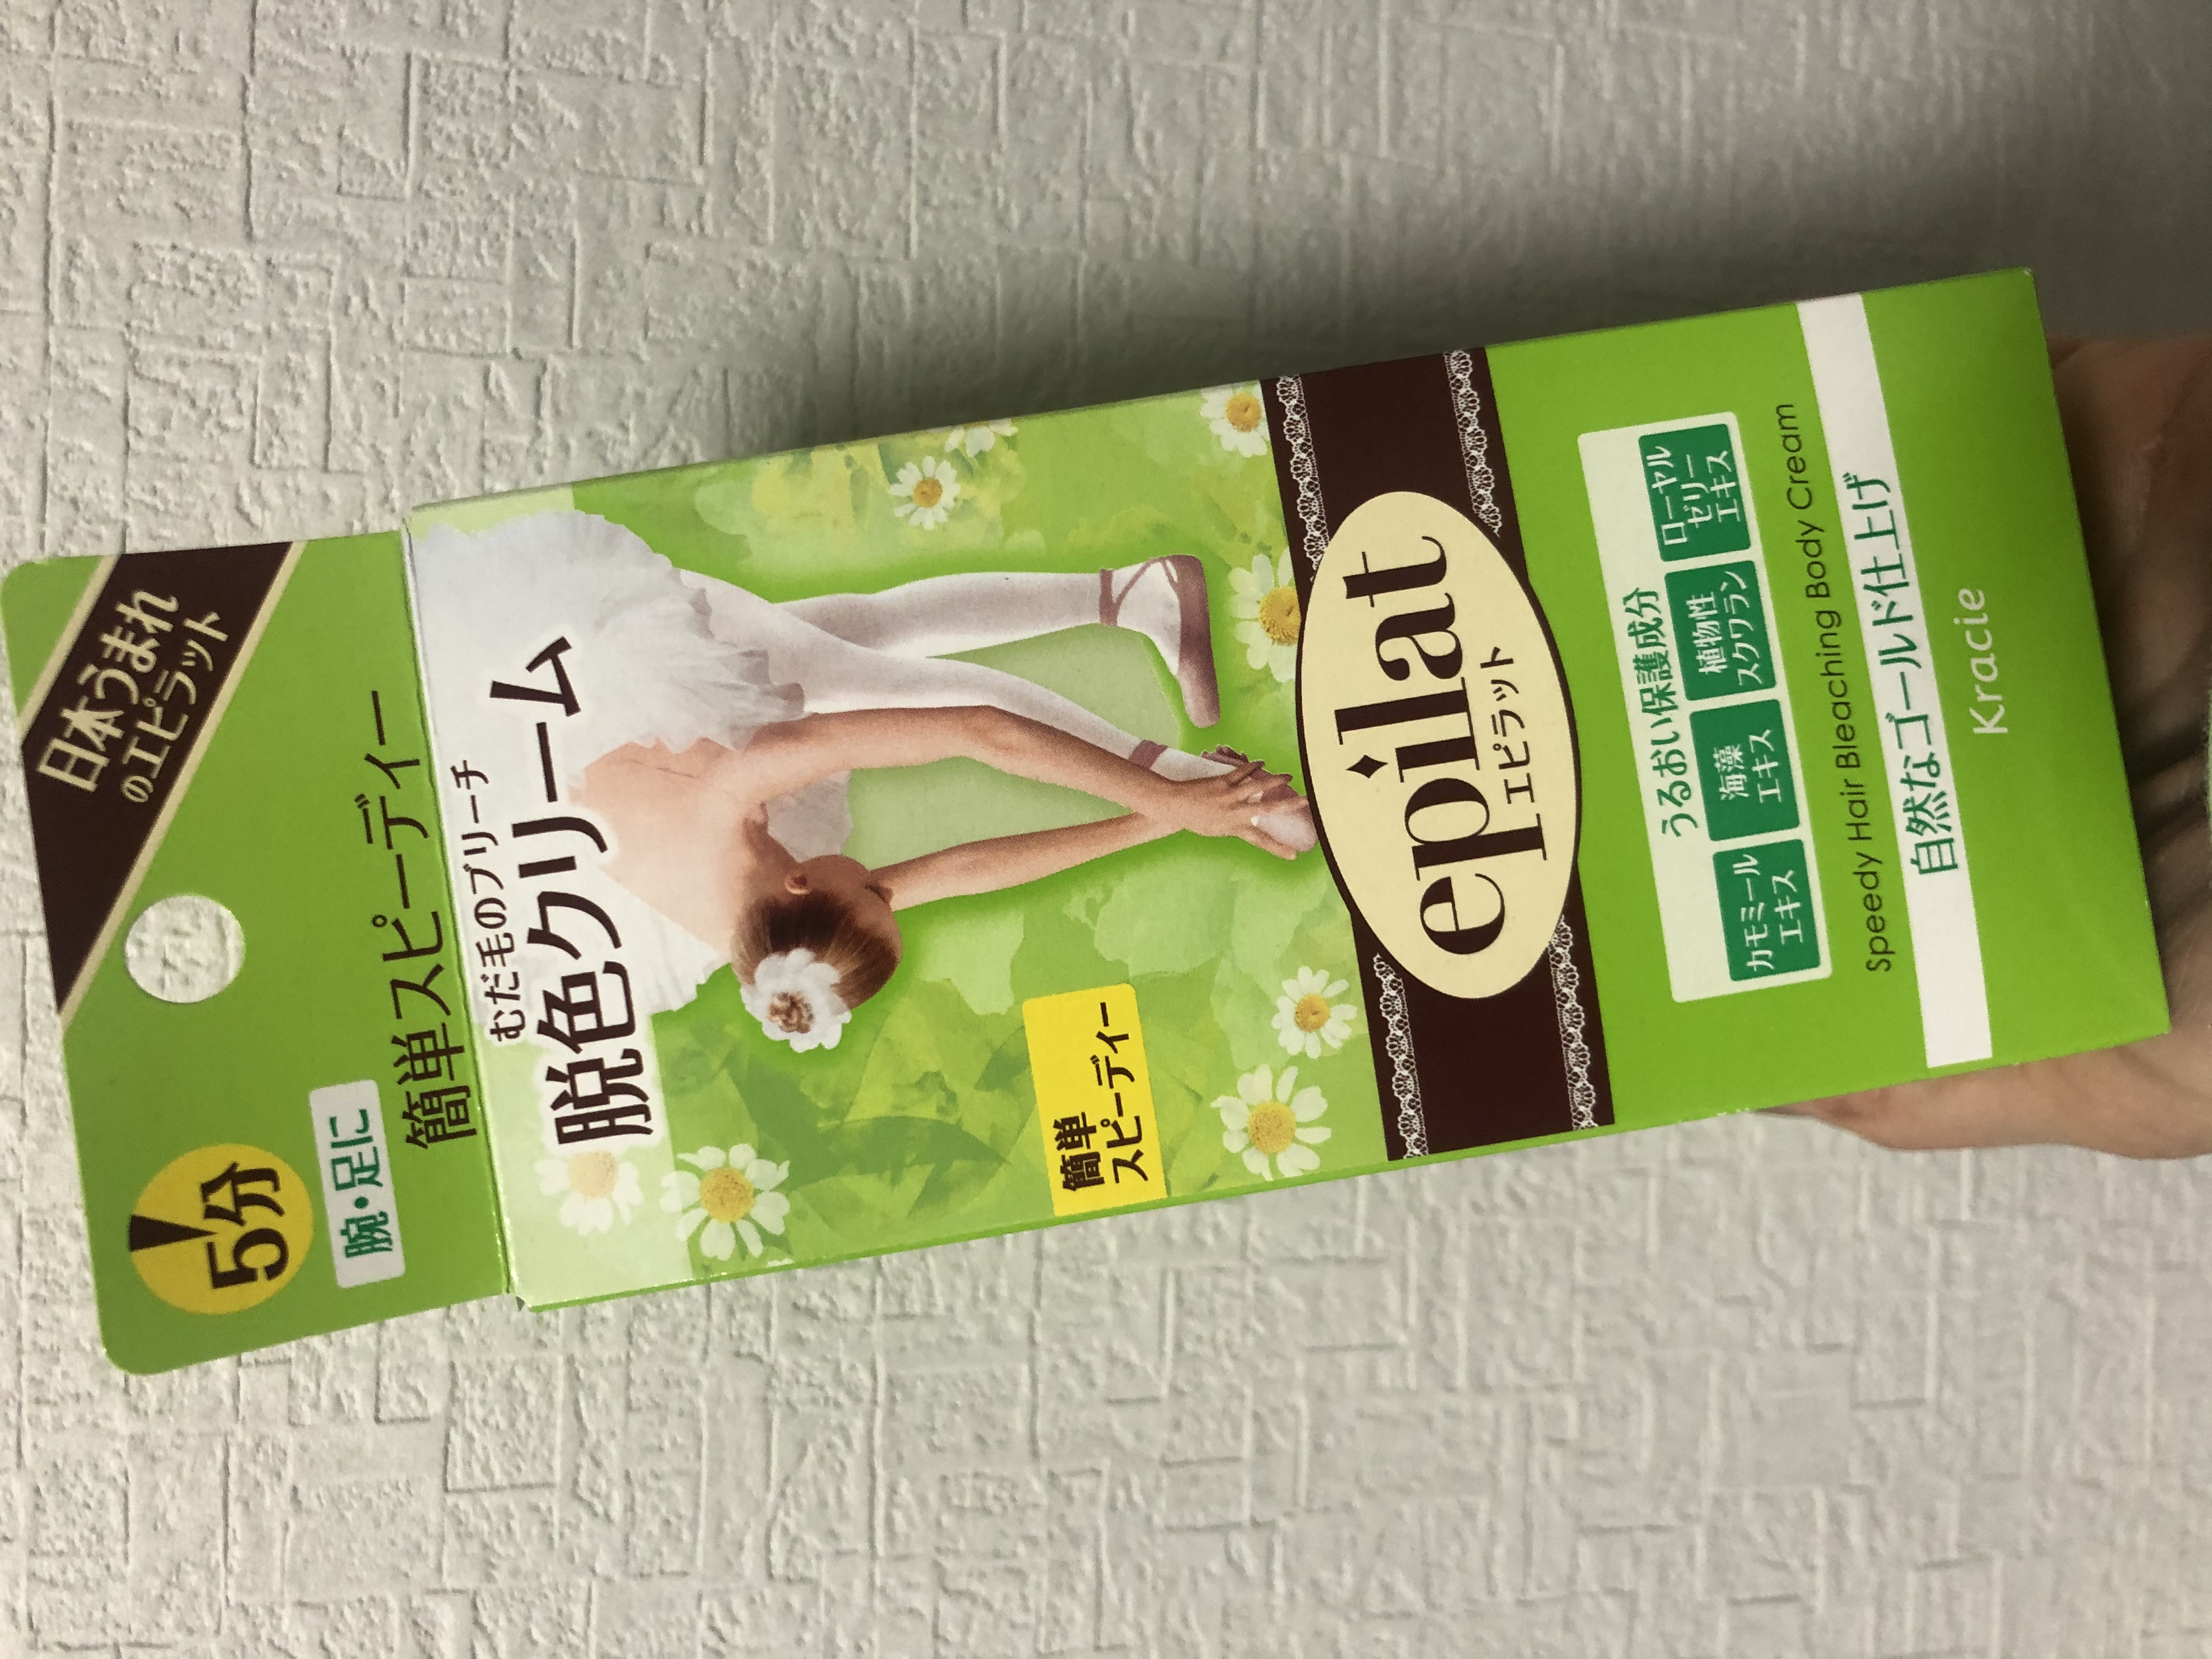 日本うまれ
のエピラット
5分
腕・足に
簡単スピーディー
むだ毛のブリーチ
脱色クリーム
簡単
スピーディー
epilat
エピラット
うるおい保護成分
カモミール
エキス
海藻
エキス
植物性
スクワラン
ローヤル
ゼリー
エキス
Speedy Hair Bleaching Body Cream
自然なゴールド仕上げ
Kracie